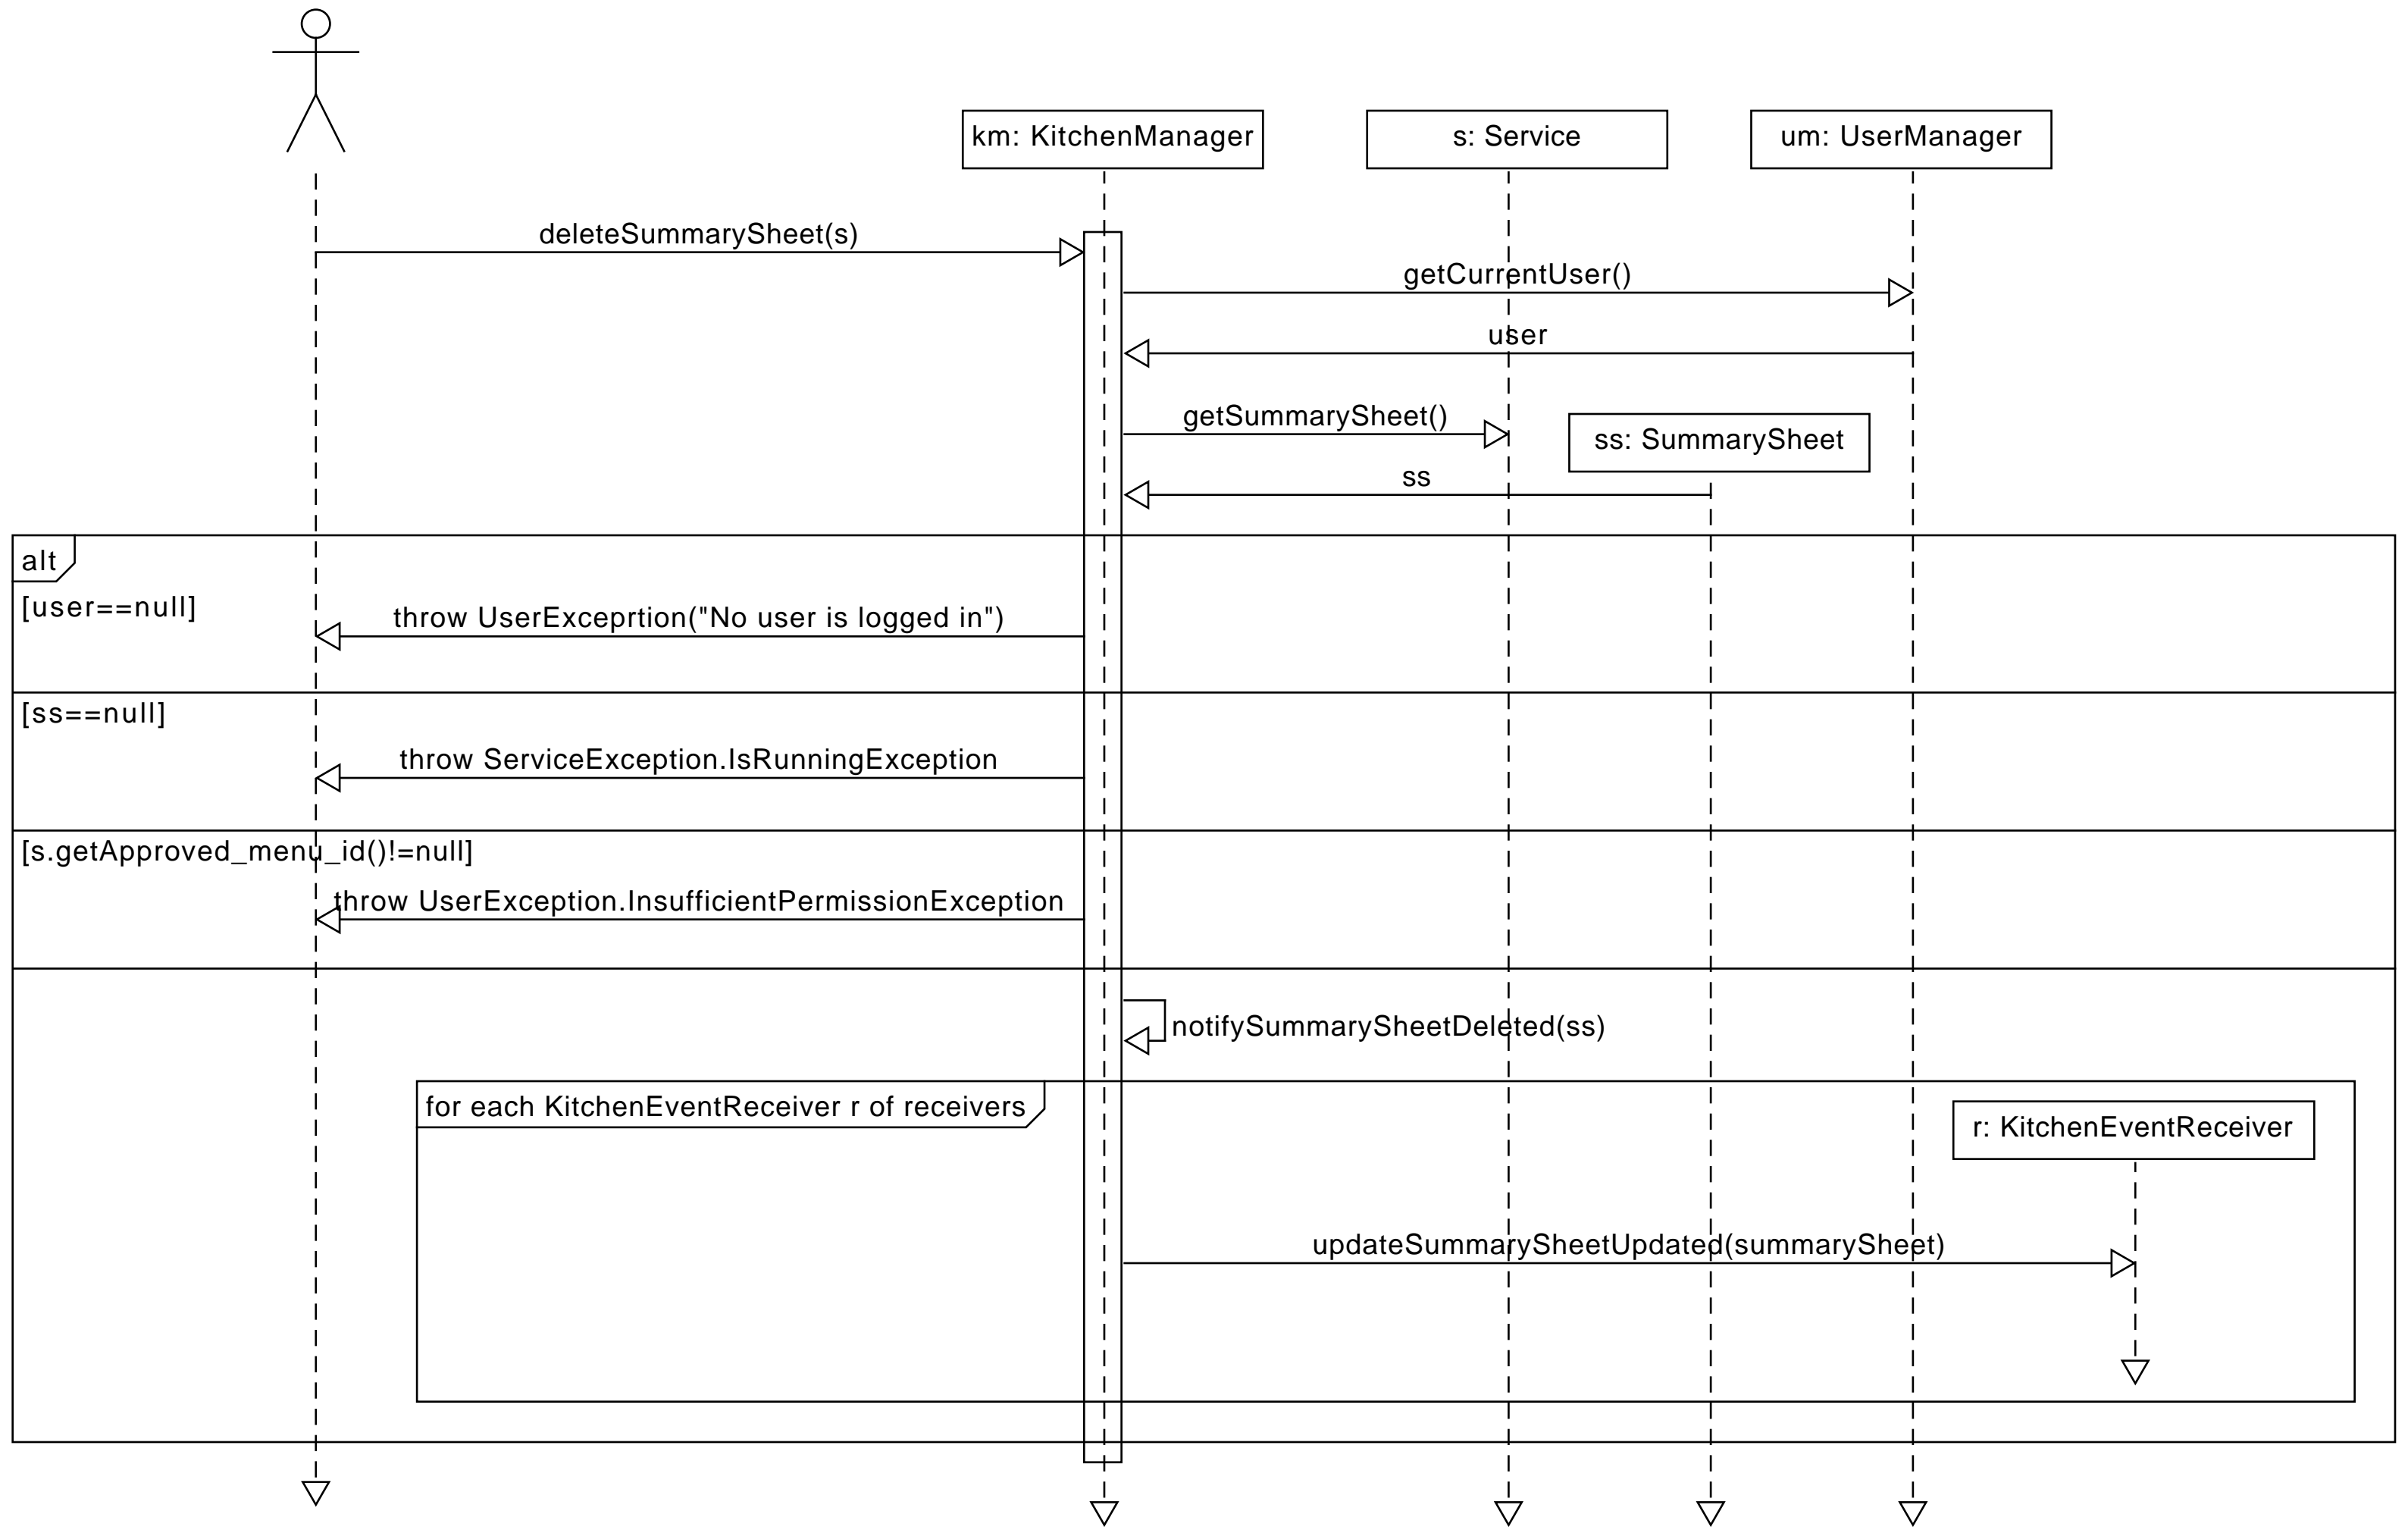 km: KitchenManager
s: Service
um: UserManager
deleteSummarySheet(s)
getCurrentUser()
user
getSummarySheet()
ss: SummarySheet
ss
alt
[user==null]
throw UserExceprtion("No user is logged in")
[ss==null]
throw ServiceException.IsRunningException
[s.getApproved_menu_id()!=null]
throw UserException.InsufficientPermissionException
notifySummarySheetDeleted(ss)
for each KitchenEventReceiver r of receivers
r: KitchenEventReceiver
updateSummarySheetUpdated(summarySheet)